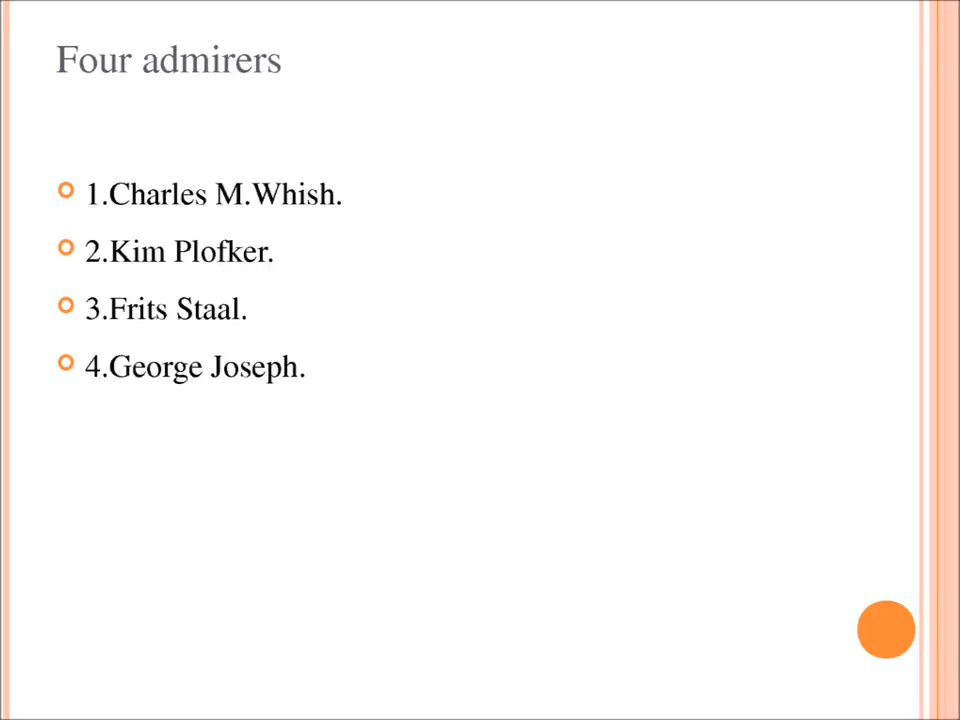 Four admirers
1.Charles M.Whish.
2.Kim Plofker.
3.Frits Staal.
4.George Joseph.